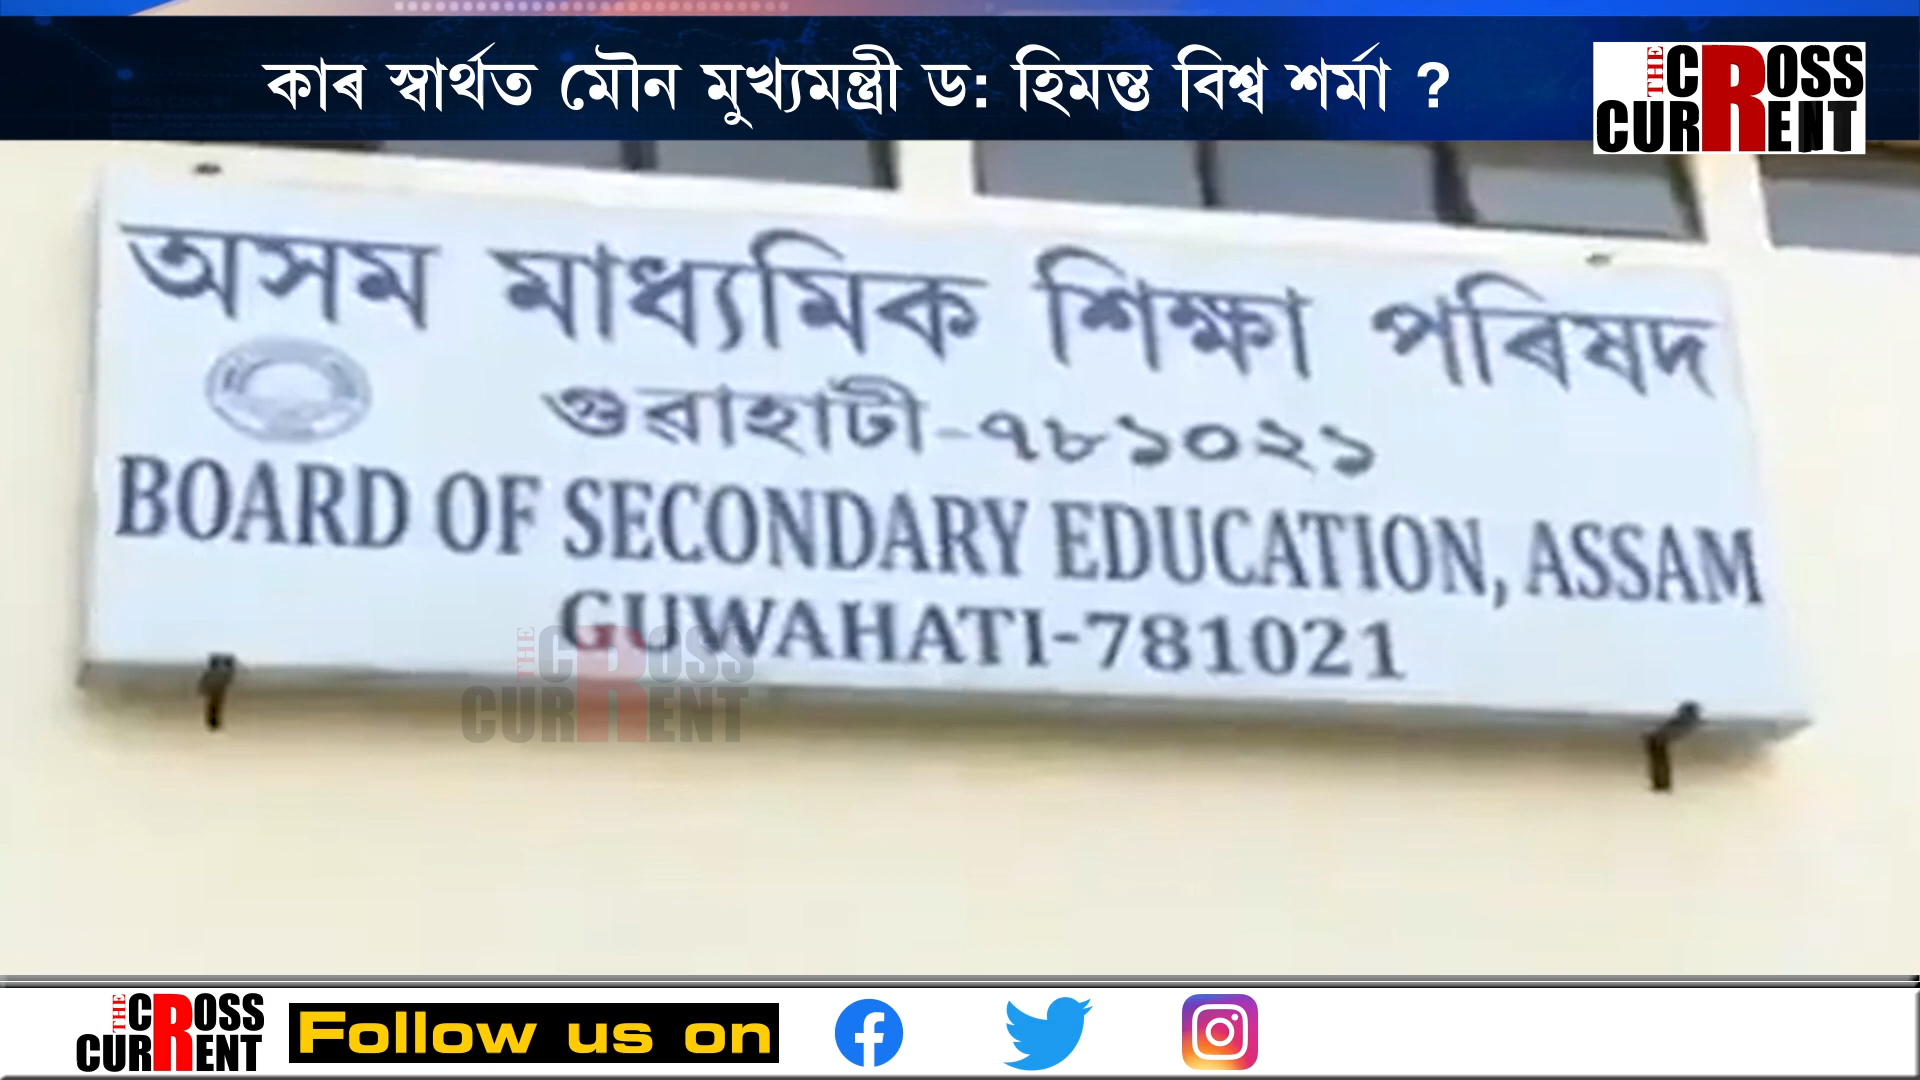 কাৰ স্বাৰ্থত মৌন মুখ্যমন্ত্ৰী ড: হিমন্ত বিশ্ব শৰ্মা ?
THE CROSS CURRENT
অসম মাধ্যমিক শিক্ষা পৰিষদ
গুৱাহাটী-৭৮১০২১
BOARD OF SECONDARY EDUCATION, ASSAM
GUWAHATI-781021
THE CROSS CURRENT
THE CROSS CURRENT
Follow us on